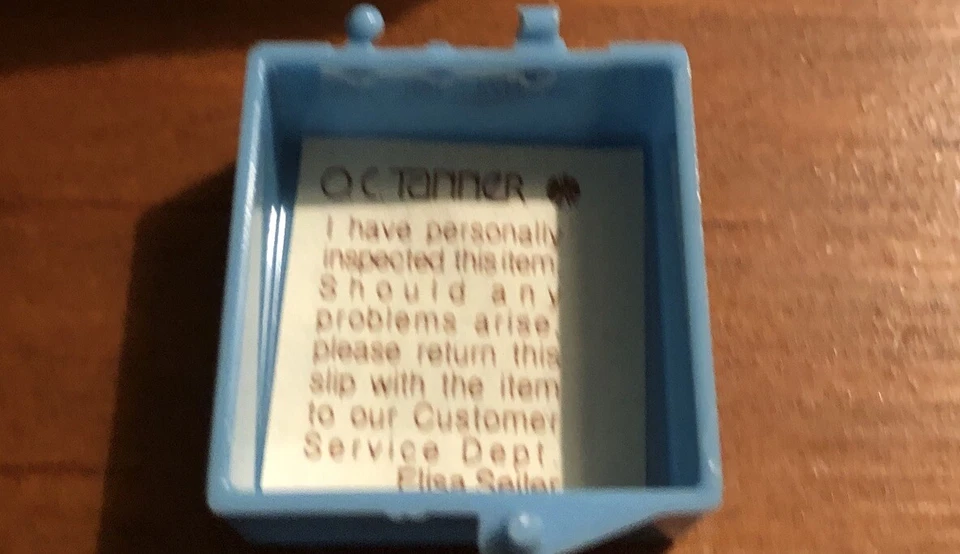 O.C. TANNER
I have personally
inspected this item.
Should any
problems arise,
please return this
slip with the item
to our Customer
Service Dept.
Elisa Seiler